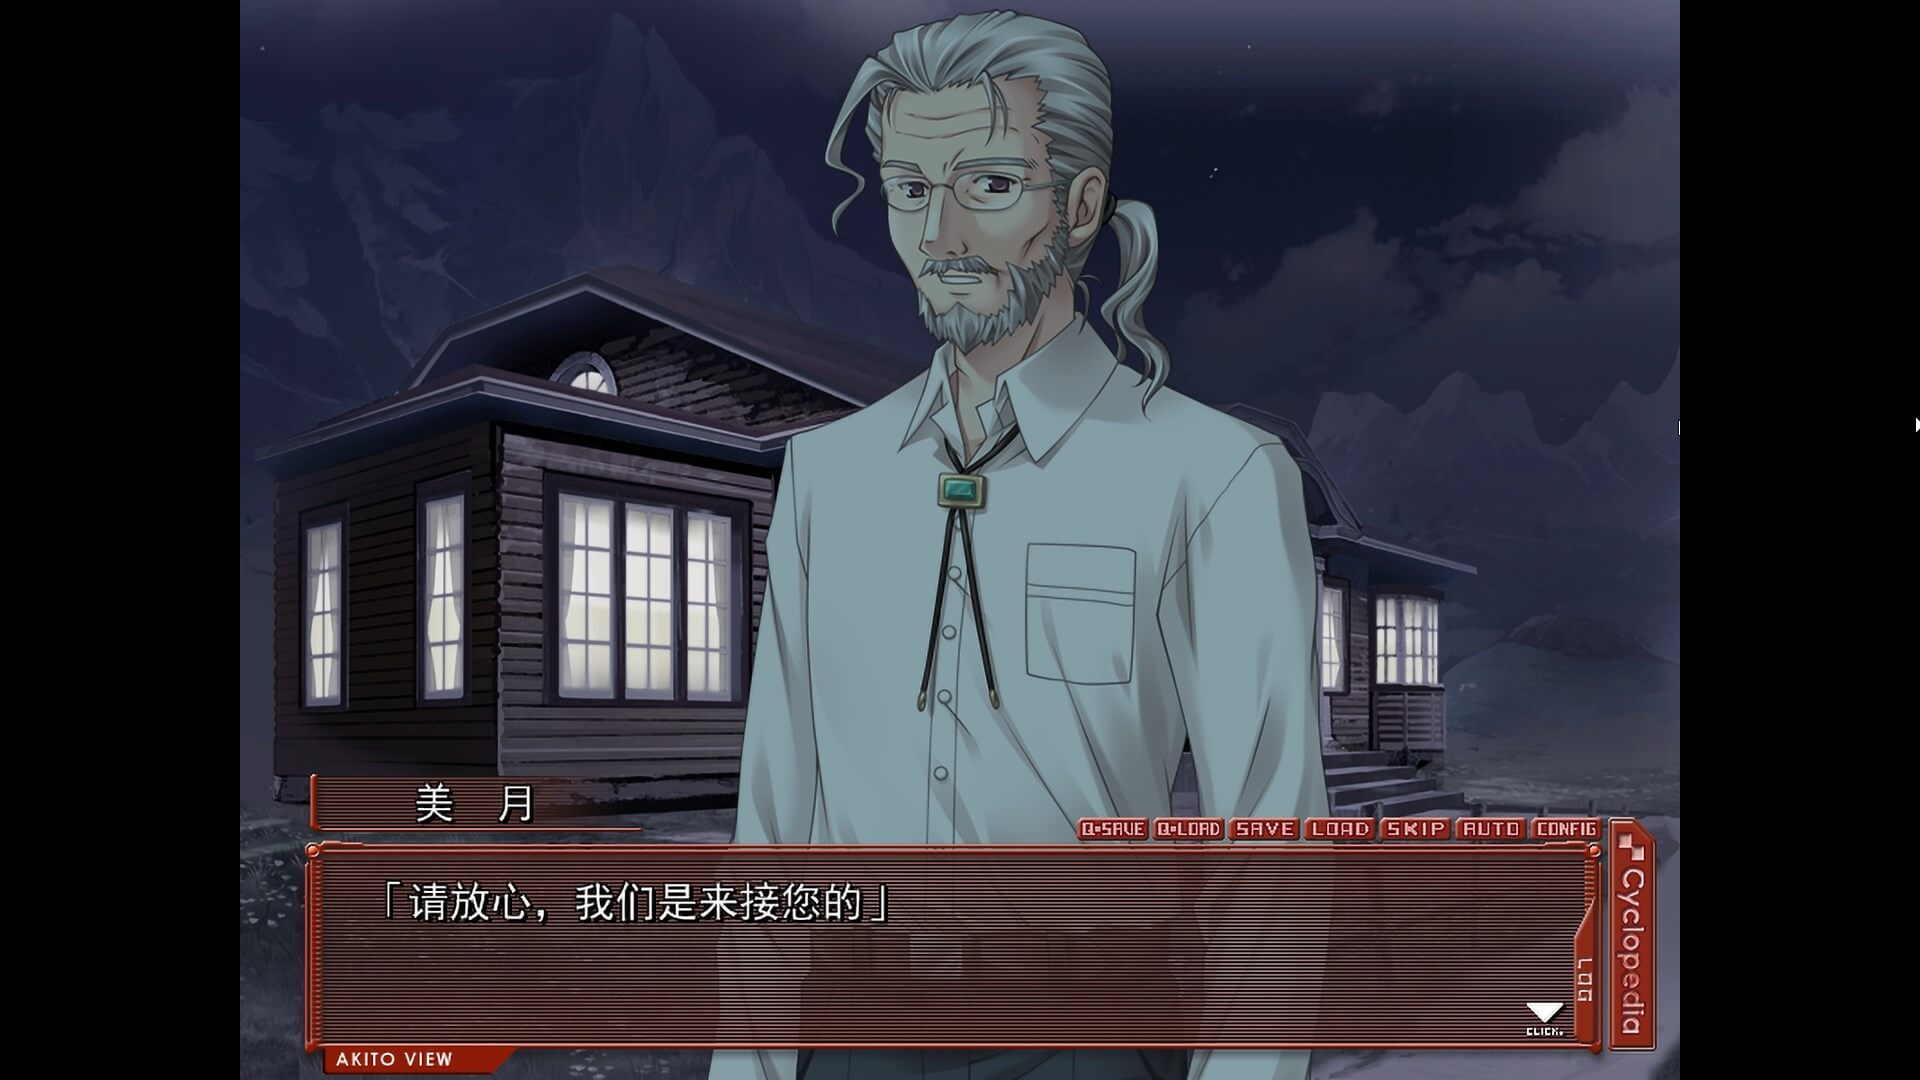 美　月
Q-SAVE Q-LOAD SAVE LOAD SKIP AUTO CONFIG
「请放心，我们是来接您的」
Cyclopedia
LOG
CLICK.
AKITO VIEW